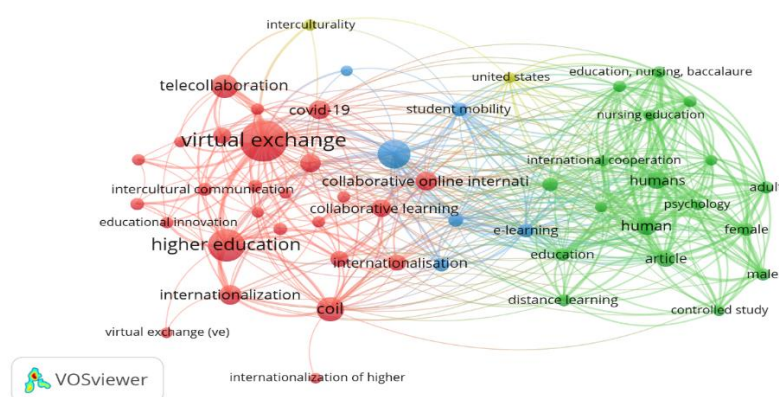 interculturality
telecollaboration
united states
education, nursing, baccalaure
covid-19
student mobility
nursing education
virtual exchange
international cooperation
collaborative online internati
humans
adult
intercultural communication
psychology
collaborative learning
educational innovation
human
female
e-learning
higher education
education
article
internationalisation
male
internationalization
distance learning
coil
controlled study
virtual exchange (ve)
internationalization of higher
VOSviewer